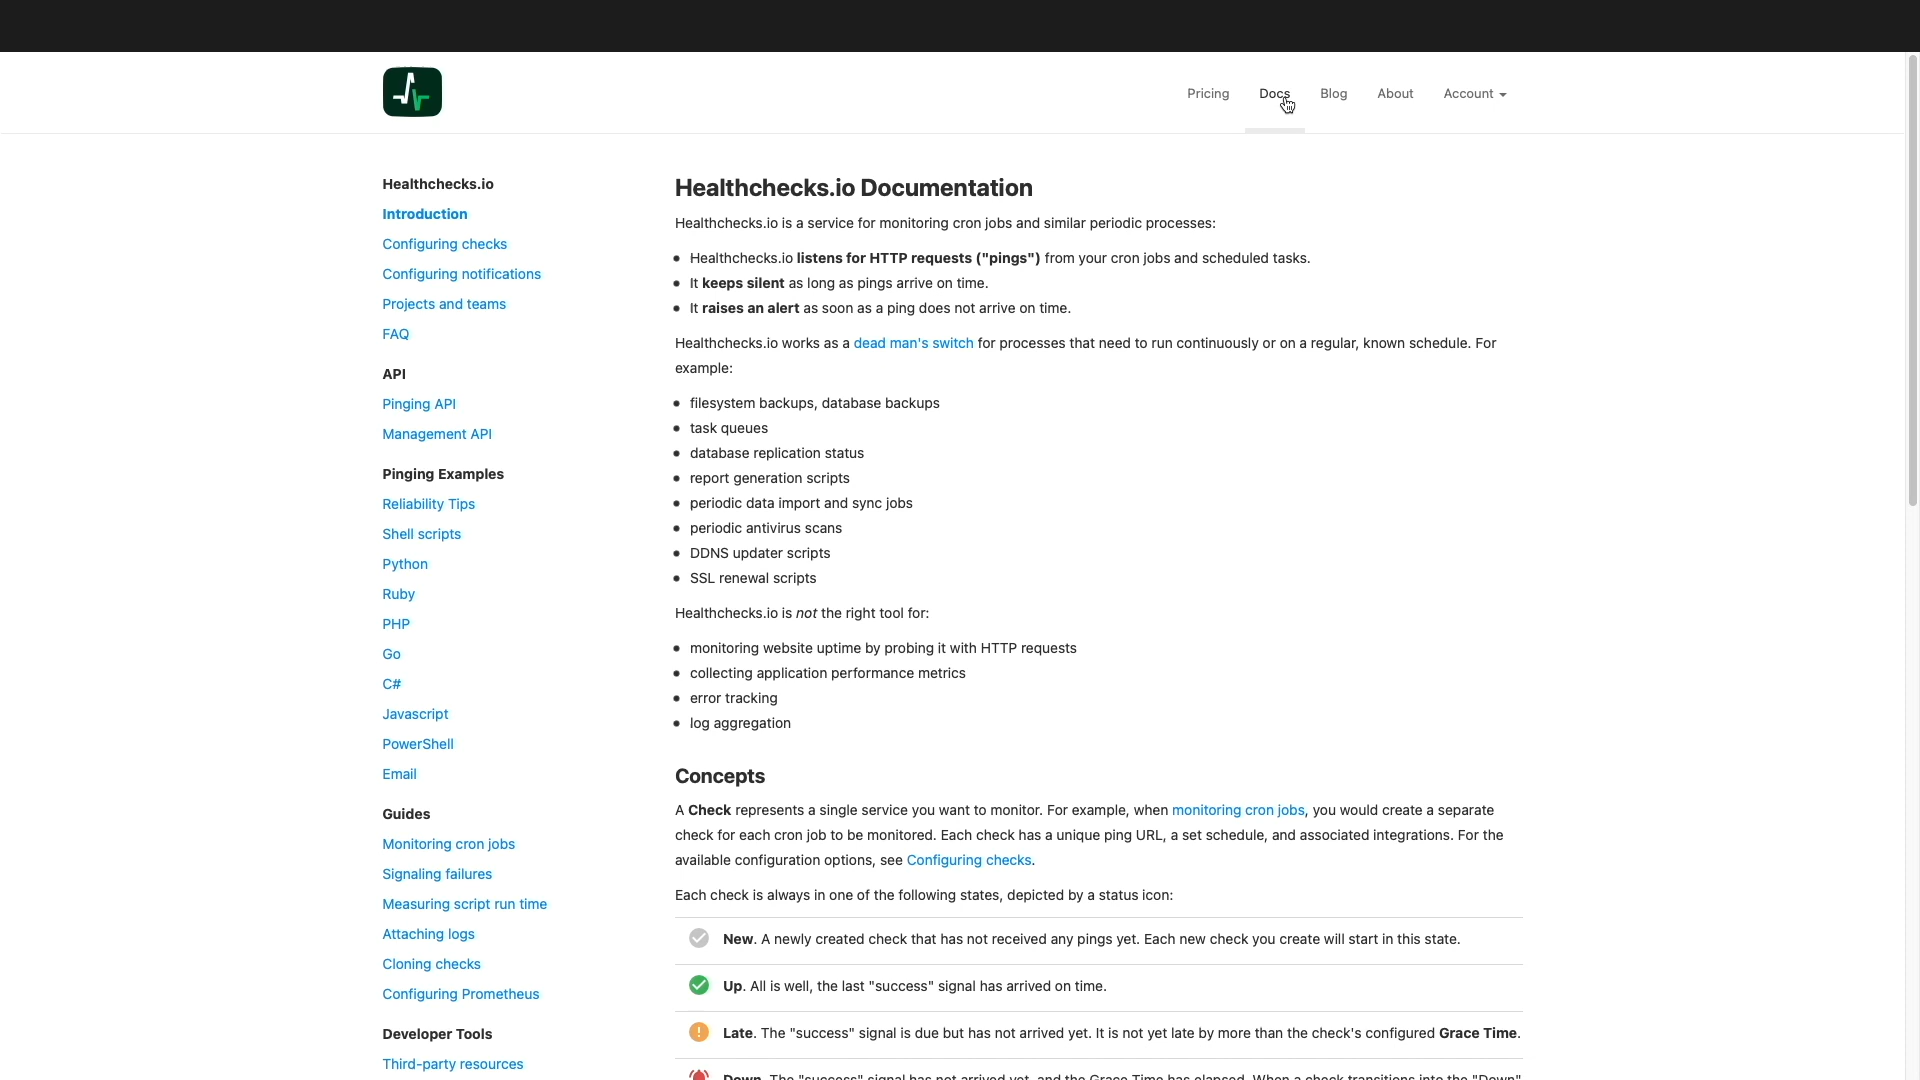 Pricing
Docs
Blog
About
Account
Healthchecks.io
Introduction
Configuring checks
Configuring notifications
Projects and teams
FAQ
API
Pinging API
Management API
Pinging Examples
Reliability Tips
Shell scripts
Python
Ruby
PHP
Go
C#
Javascript
PowerShell
Email
Guides
Monitoring cron jobs
Signaling failures
Measuring script run time
Attaching logs
Cloning checks
Configuring Prometheus
Developer Tools
Third-party resources
Healthchecks.io Documentation
Healthchecks.io is a service for monitoring cron jobs and similar periodic processes:
Healthchecks.io listens for HTTP requests ("pings") from your cron jobs and scheduled tasks.
It keeps silent as long as pings arrive on time.
It raises an alert as soon as a ping does not arrive on time.
Healthchecks.io works as a dead man's switch for processes that need to run continuously or on a regular, known schedule. For
example:
filesystem backups, database backups
task queues
database replication status
report generation scripts
periodic data import and sync jobs
periodic antivirus scans
DDNS updater scripts
SSL renewal scripts
Healthchecks.io is not the right tool for:
monitoring website uptime by probing it with HTTP requests
collecting application performance metrics
error tracking
log aggregation
Concepts
A Check represents a single service you want to monitor. For example, when monitoring cron jobs, you would create a separate
check for each cron job to be monitored. Each check has a unique ping URL, a set schedule, and associated integrations. For the
available configuration options, see Configuring checks.
Each check is always in one of the following states, depicted by a status icon:
New. A newly created check that has not received any pings yet. Each new check you create will start in this state.
Up. All is well, the last "success" signal has arrived on time.
Late. The "success" signal is due but has not arrived yet. It is not yet late by more than the check's configured Grace Time.
Down. The "success" signal has not arrived yet, and the Grace Time has elapsed. When a check transitions into the "Down"